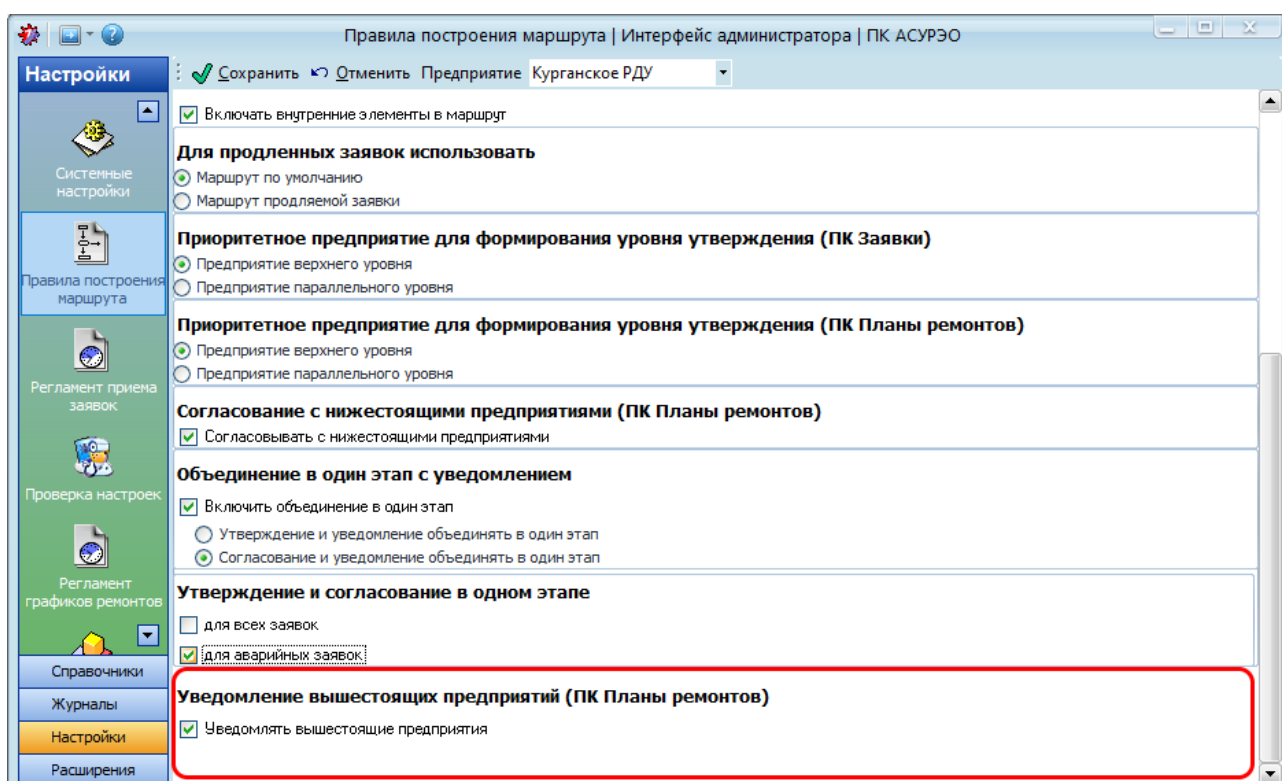 Правила построения маршрута | Интерфейс администратора | ПК АСУРЭО
Настройки
Сохранить Отменить Предприятие Курганское РДУ
Системные
настройки
Правила построения
маршрута
Регламент приема
заявок
Проверка настроек
Регламент
графиков ремонтов
Справочники
Журналы
Настройки
Расширения
Включать внутренние элементы в маршрут
Для продленных заявок использовать
Маршрут по умолчанию
Маршрут продляемой заявки
Приоритетное предприятие для формирования уровня утверждения (ПК Заявки)
Предприятие верхнего уровня
Предприятие параллельного уровня
Приоритетное предприятие для формирования уровня утверждения (ПК Планы ремонтов)
Предприятие верхнего уровня
Предприятие параллельного уровня
Согласование с нижестоящими предприятиями (ПК Планы ремонтов)
Согласовывать с нижестоящими предприятиями
Объединение в один этап с уведомлением
Включить объединение в один этап
Утверждение и уведомление объединять в один этап
Согласование и уведомление объединять в один этап
Утверждение и согласование в одном этапе
для всех заявок
для аварийных заявок
Уведомление вышестоящих предприятий (ПК Планы ремонтов)
Уведомлять вышестоящие предприятия